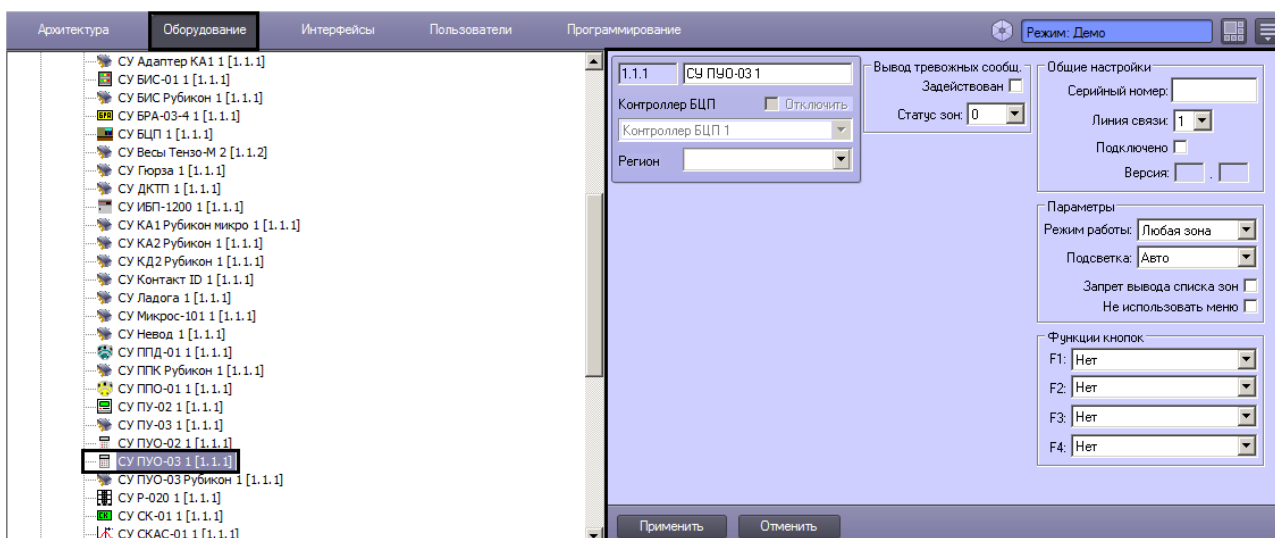 Архитектура Оборудование Интерфейсы Пользователи Программирование Режим: Демо
СУ Адаптер КА1 1 [1.1.1]
СУ БИС-01 1 [1.1.1]
СУ БИС Рубикон 1 [1.1.1]
СУ БРА-03-4 1 [1.1.1]
СУ БЦП 1 [1.1.1]
СУ Весы Тензо-М 2 [1.1.2]
СУ Гюрза 1 [1.1.1]
СУ ДКТП 1 [1.1.1]
СУ ИБП-1200 1 [1.1.1]
СУ КА1 Рубикон микро 1 [1.1.1]
СУ КА2 Рубикон 1 [1.1.1]
СУ КД2 Рубикон 1 [1.1.1]
СУ Контакт ID 1 [1.1.1]
СУ Ладога 1 [1.1.1]
СУ Микрос-101 1 [1.1.1]
СУ Невод 1 [1.1.1]
СУ ППД-01 1 [1.1.1]
СУ ППК Рубикон 1 [1.1.1]
СУ ППО-01 1 [1.1.1]
СУ ПУ-02 1 [1.1.1]
СУ ПУ-03 1 [1.1.1]
СУ ПУО-02 1 [1.1.1]
СУ ПУО-03 1 [1.1.1]
СУ ПУО-03 Рубикон 1 [1.1.1]
СУ Р-020 1 [1.1.1]
СУ СК-01 1 [1.1.1]
СУ СКАС-01 1 [1.1.1]
1.1.1 СУ ПУО-03 1
Контроллер БЦП Отключить
Контроллер БЦП 1
Регион
Вывод тревожных сообщ.
Задействован
Статус зон: 0
Общие настройки
Серийный номер:
Линия связи: 1
Подключено
Версия: .
Параметры
Режим работы: Любая зона
Подсветка: Авто
Запрет вывода списка зон
Не использовать меню
Функции кнопок
F1: Нет
F2: Нет
F3: Нет
F4: Нет
Применить Отменить